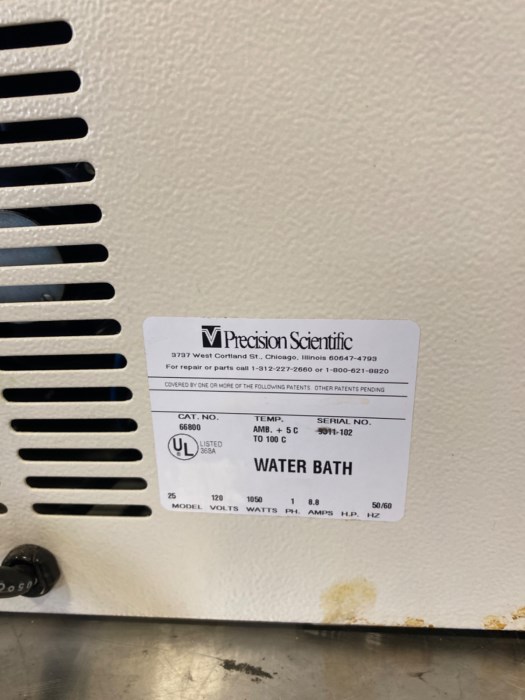 Precision Scientific
3737 West Cortland St., Chicago, Illinois 60647-4793
For repair or parts call 1-312-227-2660 or 1-800-621-8820
COVERED BY ONE OR MORE OF THE FOLLOWING PATENTS. OTHER PATENTS PENDING
CAT. NO. TEMP. SERIAL NO.
66800 AMB. + 5 C 9311-102
TO 100 C
UL LISTED
368A
WATER BATH
25 120 1050 1 8.8 50/60
MODEL VOLTS WATTS PH. AMPS H.P. HZ